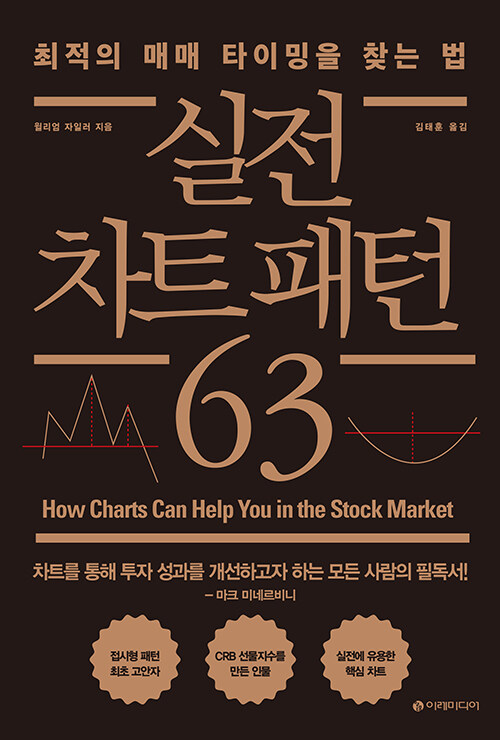 최적의 매매 타이밍을 찾는 법
윌리엄 자일러 지음
김태훈 옮김
실전
차트 패턴
63
How Charts Can Help You in the Stock Market
차트를 통해 투자 성과를 개선하고자 하는 모든 사람의 필독서!
– 마크 미네르비니
접시형 패턴
최초 고안자
CRB 선물지수를
만든 인물
실전에 유용한
핵심 차트
이레미디어